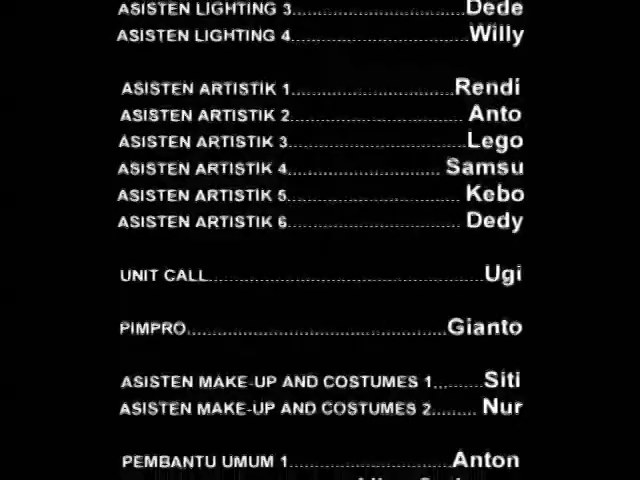 ASISTEN LIGHTING 3 Dede
ASISTEN LIGHTING 4 Willy
ASISTEN ARTISTIK 1 Rendi
ASISTEN ARTISTIK 2 Anto
ASISTEN ARTISTIK 3 Lego
ASISTEN ARTISTIK 4 Samsu
ASISTEN ARTISTIK 5 Kebo
ASISTEN ARTISTIK 6 Dedy
UNIT CALL Ugi
PIMPRO Gianto
ASISTEN MAKE-UP AND COSTUMES 1 Siti
ASISTEN MAKE-UP AND COSTUMES 2 Nur
PEMBANTU UMUM 1 Anton